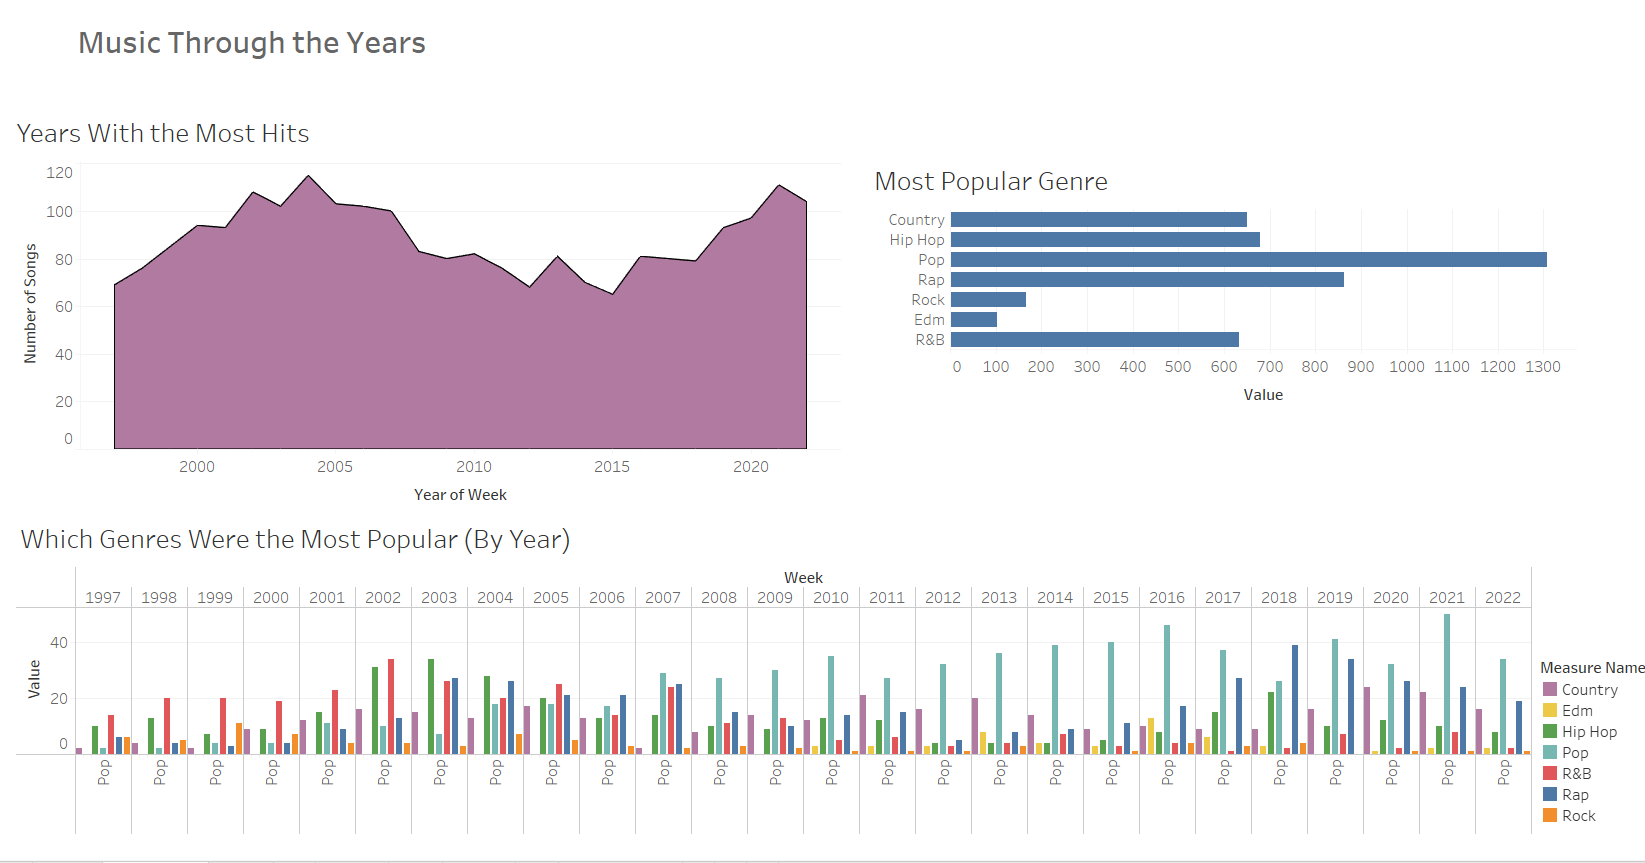 Music Through the Years
Years With the Most Hits
120
100
80
60
40
20
0
Number of Songs
2000 2005 2010 2015 2020
Year of Week
Most Popular Genre
Country
Hip Hop
Pop
Rap
Rock
Edm
R&B
0 100 200 300 400 500 600 700 800 900 1000 1100 1200 1300
Value
Which Genres Were the Most Popular (By Year)
Week
1997 1998 1999 2000 2001 2002 2003 2004 2005 2006 2007 2008 2009 2010 2011 2012 2013 2014 2015 2016 2017 2018 2019 2020 2021 2022
40
20
0
Value
Pop Pop Pop Pop Pop Pop Pop Pop Pop Pop Pop Pop Pop Pop Pop Pop Pop Pop Pop Pop Pop Pop Pop Pop Pop Pop
Measure Name
Country
Edm
Hip Hop
Pop
R&B
Rap
Rock